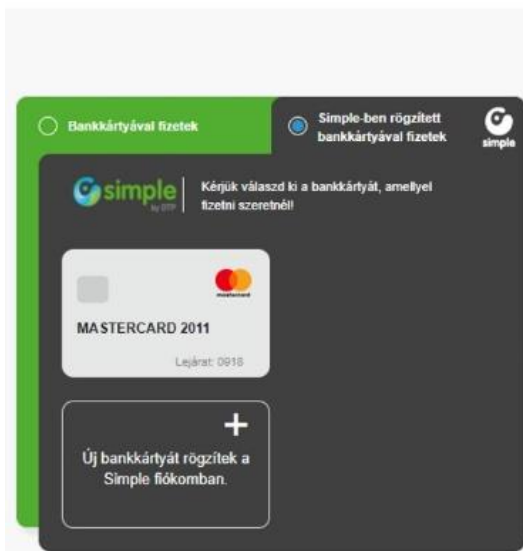 Bankkártyával fizetek
Simple-ben rögzített
bankkártyával fizetek
simple
simple
by OTP
Kérjük válaszd ki a bankkártyát, amellyel
fizetni szeretnél!
mastercard
MASTERCARD 2011
Lejárat: 0918
Új bankkártyát rögzítek a
Simple fiókomban.